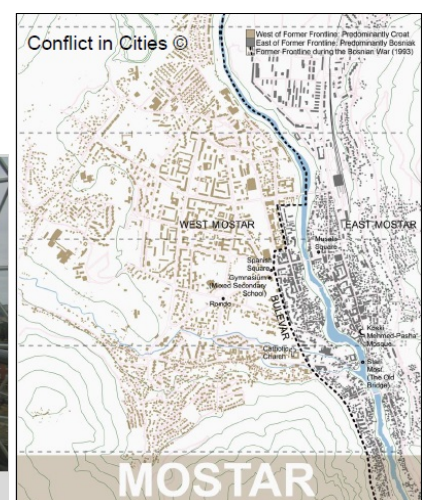 Conflict in Cities ©
West of Former Frontline: Predominantly Croat
East of Former Frontline: Predominantly Bosniak
Former Frontline during the Bosnian War (1993)
WEST MOSTAR
EAST MOSTAR
Musala
Square
Spanish
Square
Gymnasium
(Mixed Secondary
School)
Rondo
BULEVAR
Koski
Mehmed-Pasha
Mosque
Catholic
Church
Stari
Most
(The Old
Bridge)
MOSTAR